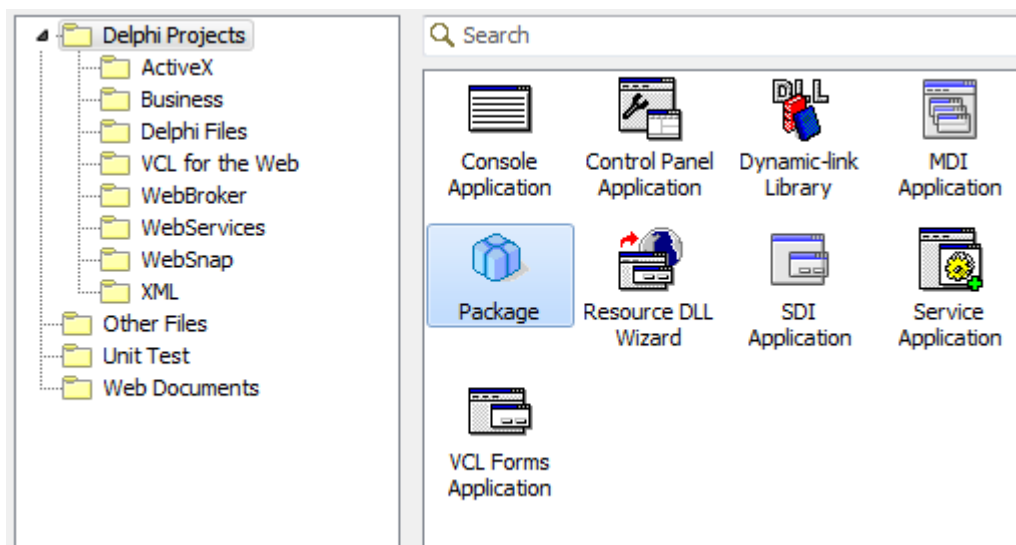 Delphi Projects
ActiveX
Business
Delphi Files
VCL for the Web
WebBroker
WebServices
WebSnap
XML
Other Files
Unit Test
Web Documents
Search
DLL
Console
Application
Control Panel
Application
Dynamic-link
Library
MDI
Application
Package
Resource DLL
Wizard
SDI
Application
Service
Application
VCL Forms
Application